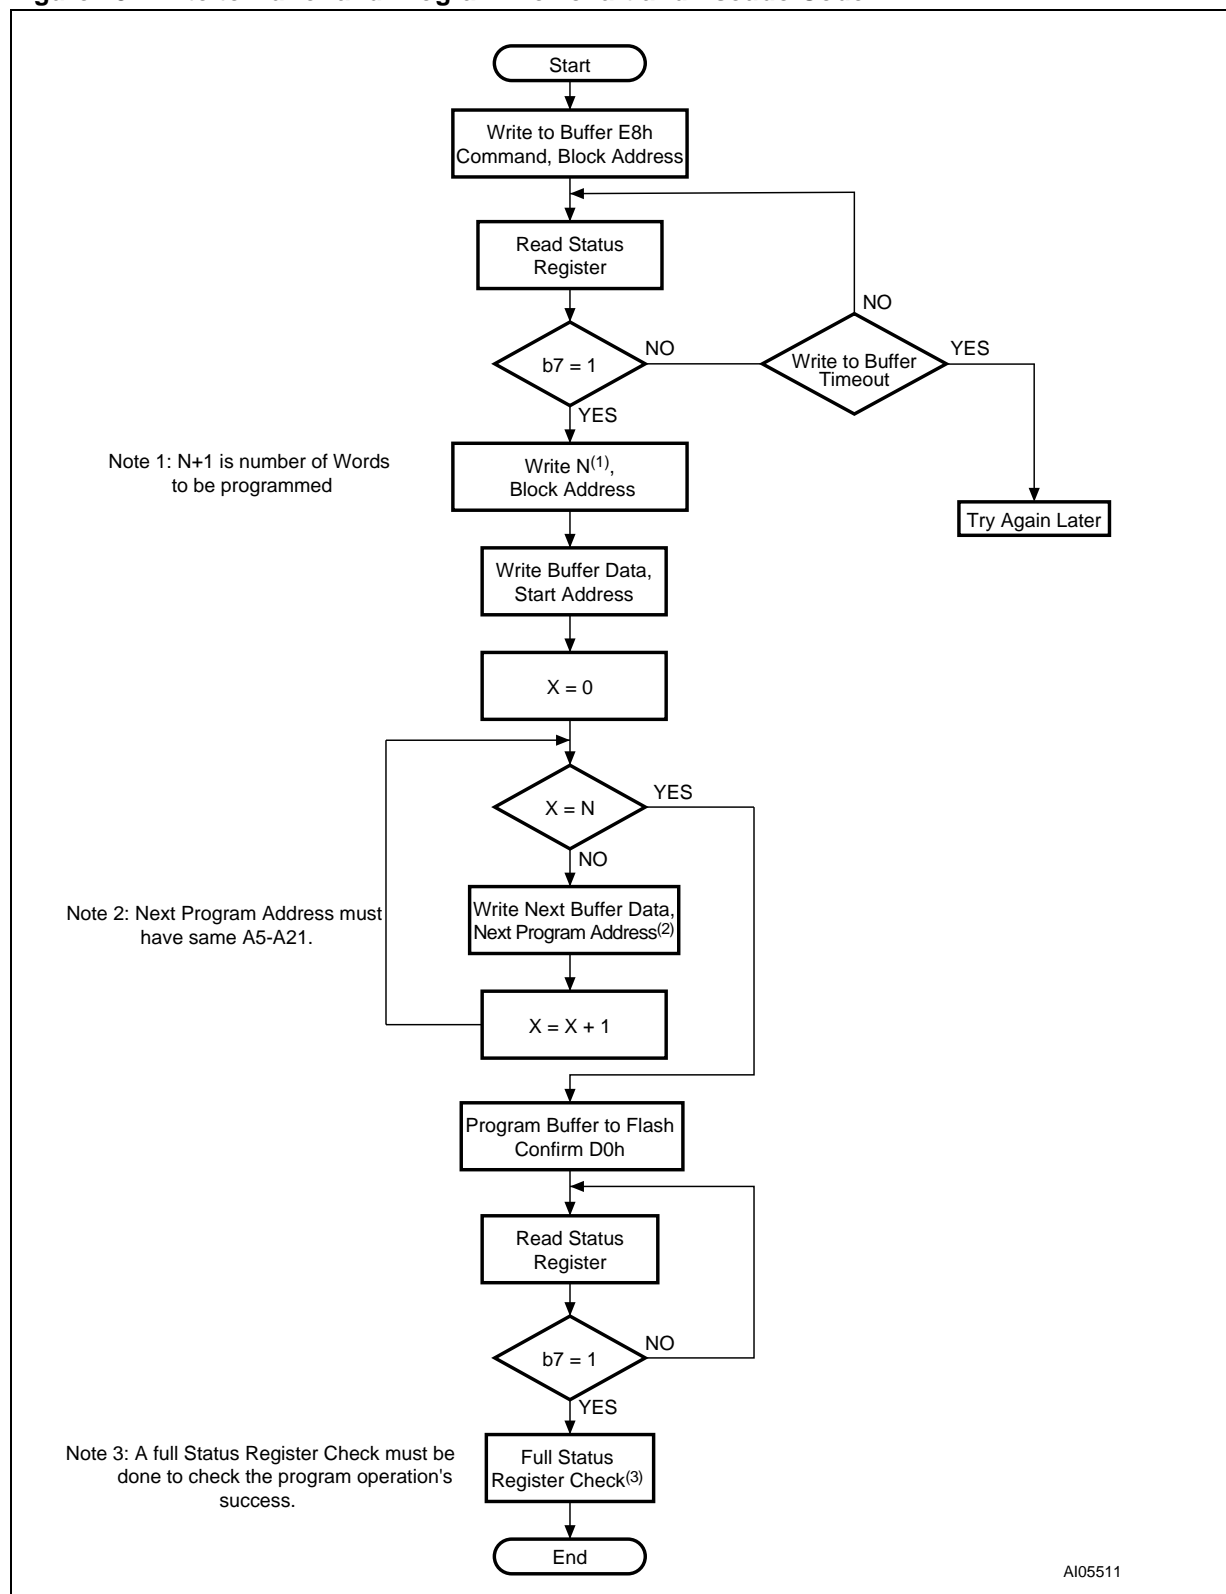 Start
Write to Buffer E8h
Command, Block Address
Read Status
Register
NO
b7 = 1
NO
Write to Buffer
Timeout
YES
YES
Note 1: N+1 is number of Words
to be programmed
Write N(1),
Block Address
Try Again Later
Write Buffer Data,
Start Address
X = 0
X = N
YES
NO
Note 2: Next Program Address must
have same A5-A21.
Write Next Buffer Data,
Next Program Address(2)
X = X + 1
Program Buffer to Flash
Confirm D0h
Read Status
Register
b7 = 1
NO
YES
Note 3: A full Status Register Check must be
done to check the program operation's
success.
Full Status
Register Check(3)
End
AI05511